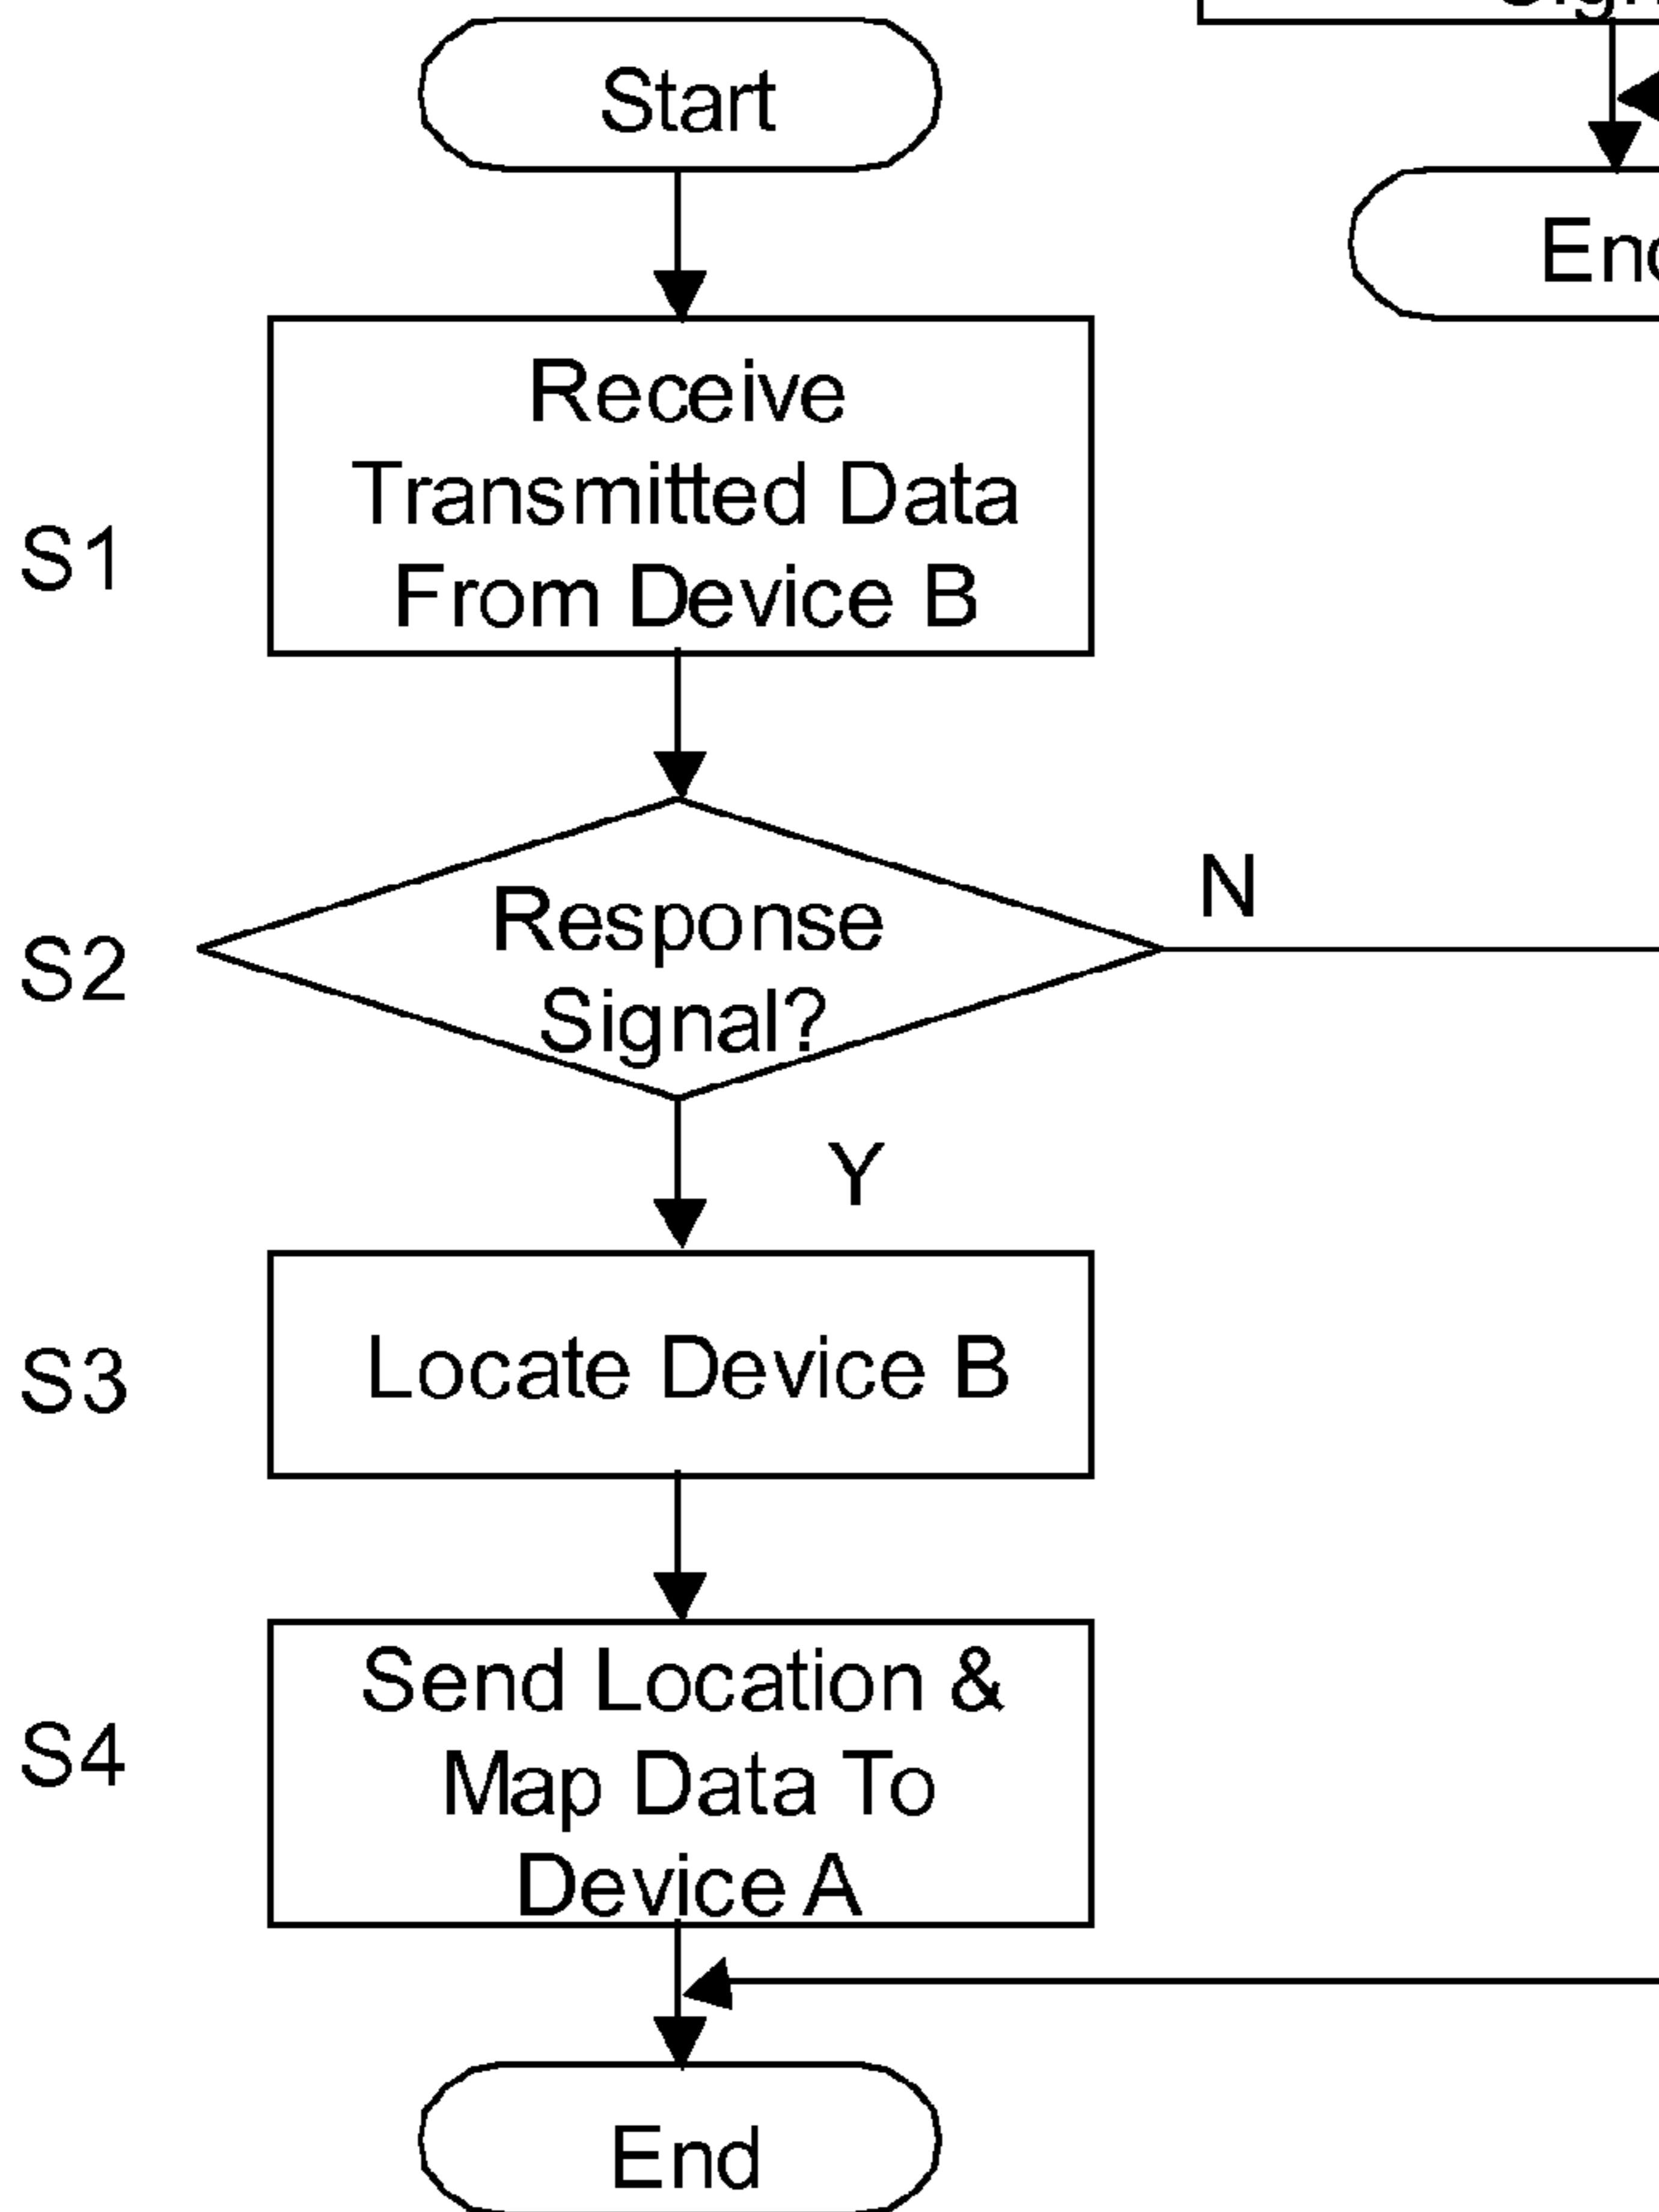 Start
Receive
Transmitted Data
From Device B
S1
N
Response
Signal?
S2
Y
Locate Device B
S3
Send Location &
Map Data To
Device A
S4
End